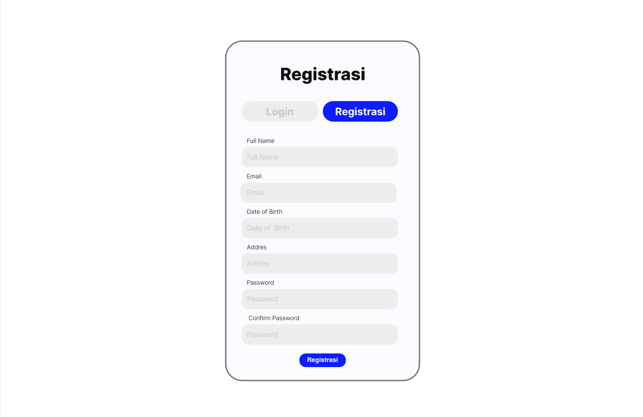 Registrasi
Login Registrasi
Full Name
Full Name
Email
Email
Date of Birth
Date of Birth
Addres
Addres
Password
Password
Confirm Password
Password
Registrasi